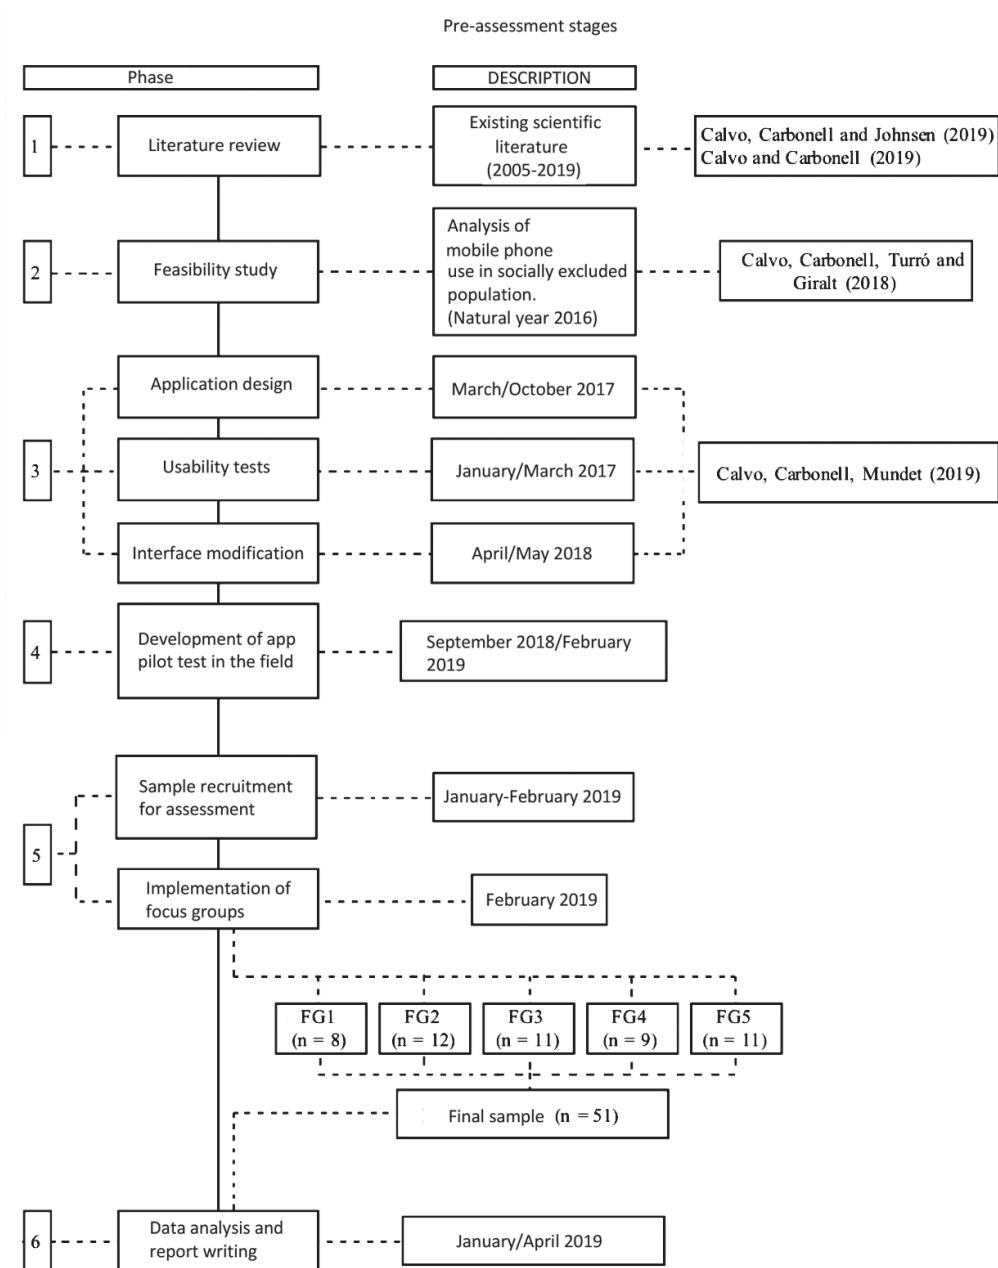 Pre-assessment stages
Phase
DESCRIPTION
1
Literature review
Existing scientific
literature
(2005-2019)
Calvo, Carbonell and Johnsen (2019)
Calvo and Carbonell (2019)
2
Feasibility study
Analysis of
mobile phone
use in socially excluded
population.
(Natural year 2016)
Calvo, Carbonell, Turró and
Giralt (2018)
Application design
March/October 2017
3
Usability tests
January/March 2017
Calvo, Carbonell, Mundet (2019)
Interface modification
April/May 2018
4
Development of app
pilot test in the field
September 2018/February
2019
Sample recruitment
for assessment
January-February 2019
5
Implementation of
focus groups
February 2019
FG1
(n = 8)
FG2
(n = 12)
FG3
(n = 11)
FG4
(n = 9)
FG5
(n = 11)
Final sample (n = 51)
6
Data analysis and
report writing
January/April 2019